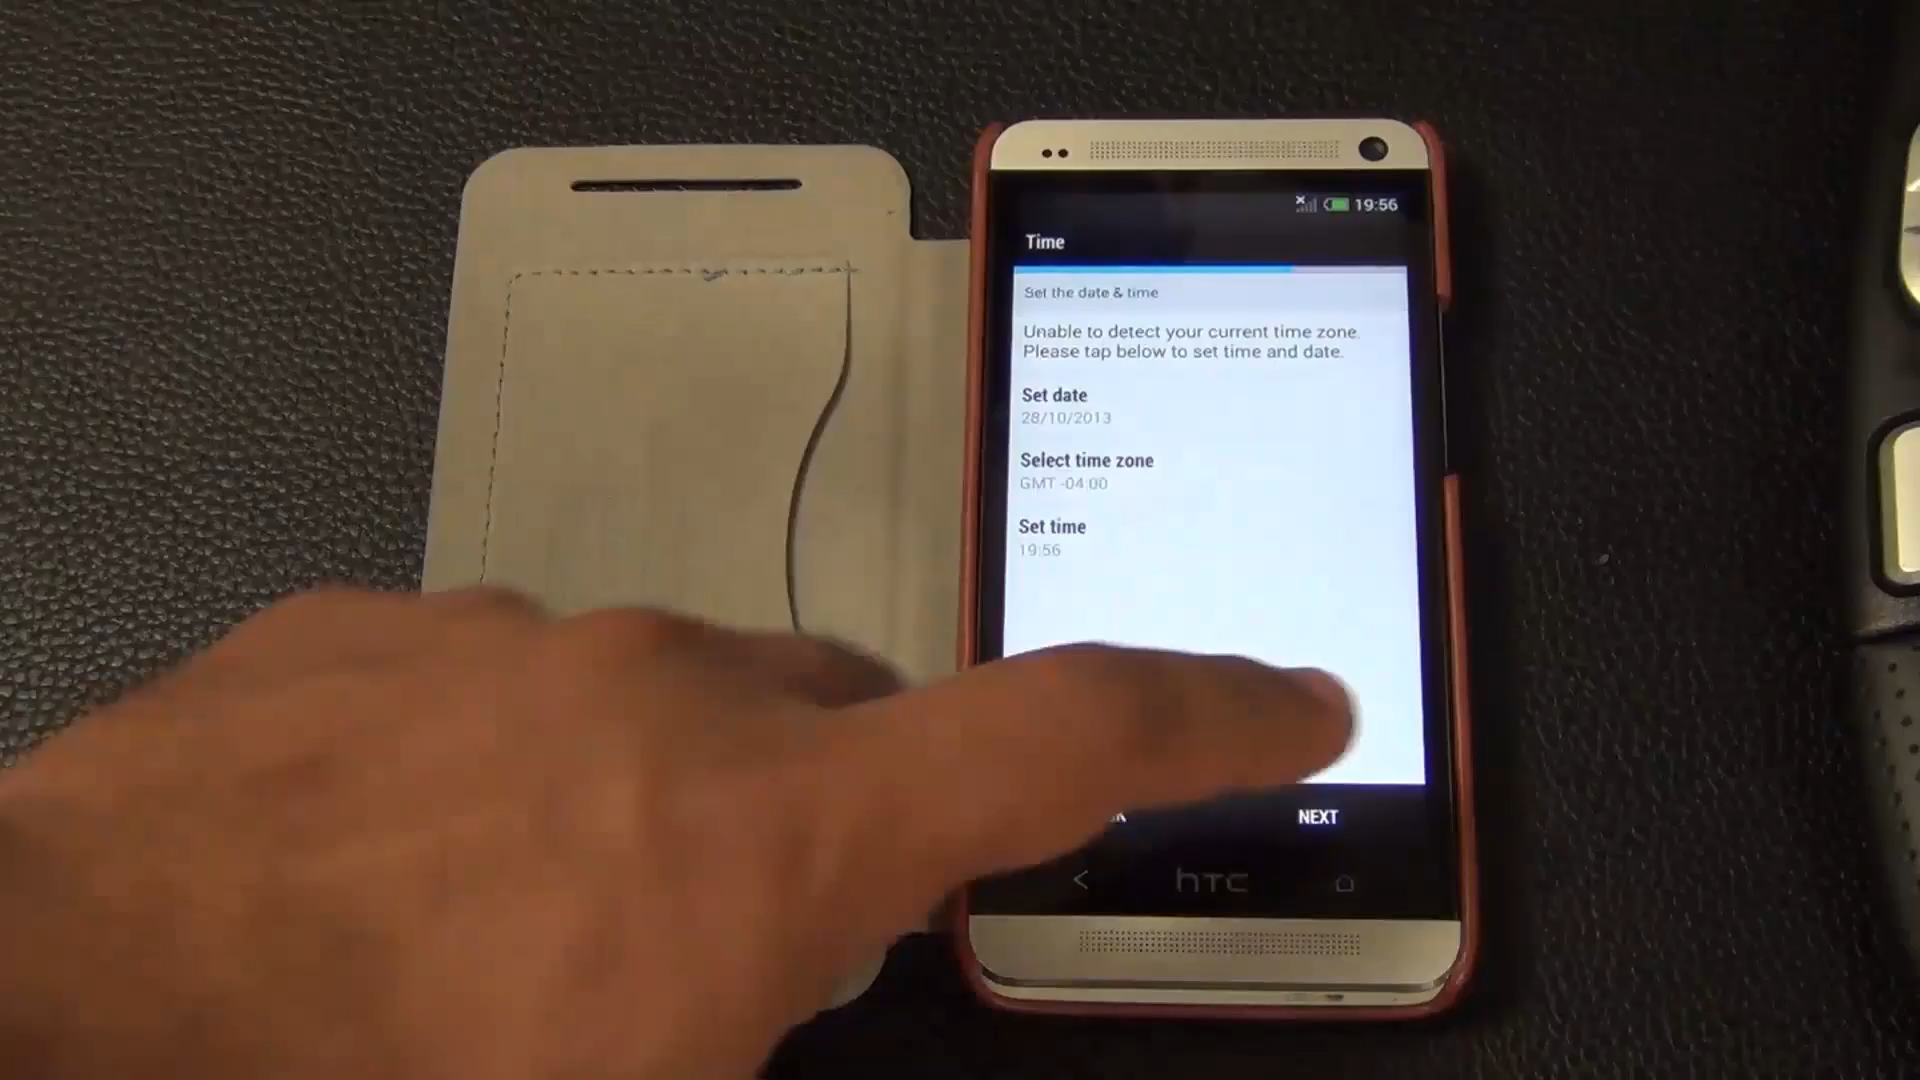 19:56
Time
Set the date & time
Unable to detect your current time zone.
Please tap below to set time and date.
Set date
28/10/2013
Select time zone
GMT -04:00
Set time
19:56
NEXT
hTC